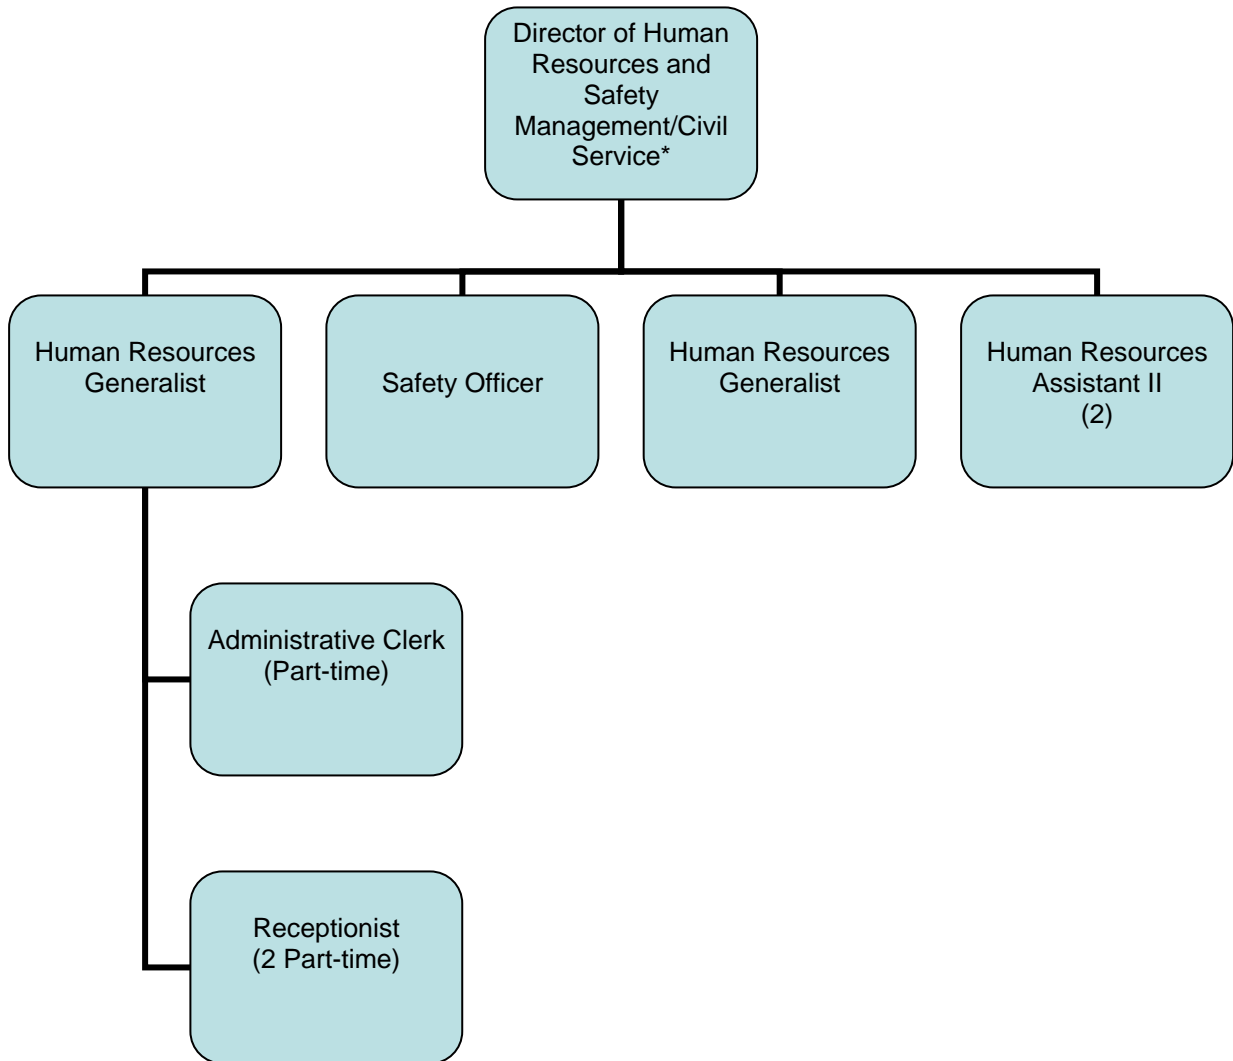 Director of Human
Resources and
Safety
Management/Civil
Service*
Human Resources
Generalist
Safety Officer
Human Resources
Generalist
Human Resources
Assistant II
(2)
Administrative Clerk
(Part-time)
Receptionist
(2 Part-time)